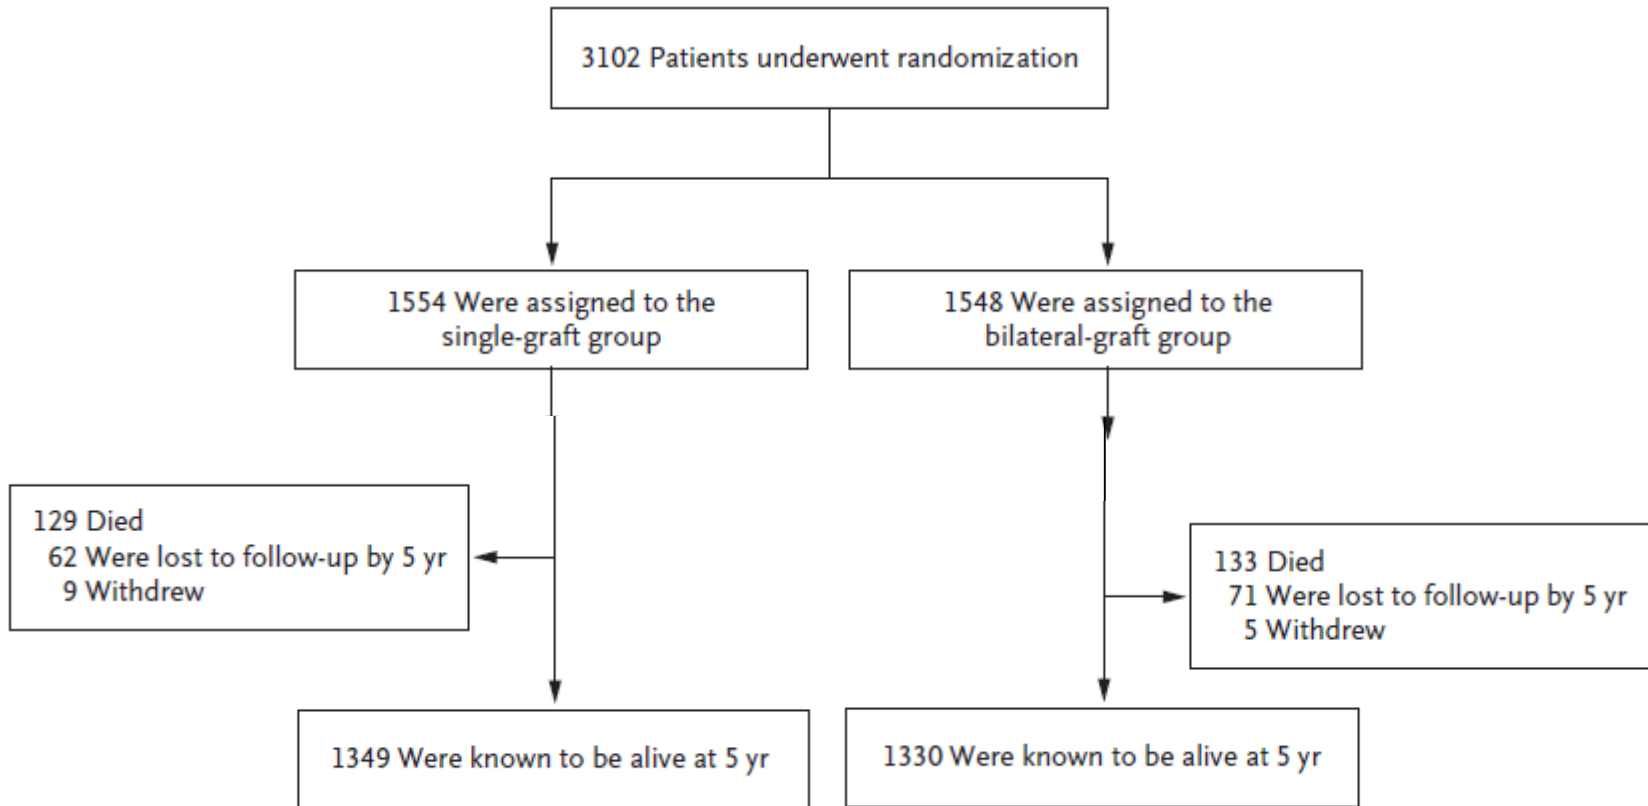 3102 Patients underwent randomization
1554 Were assigned to the
single-graft group
1548 Were assigned to the
bilateral-graft group
129 Died
62 Were lost to follow-up by 5 yr
9 Withdrew
133 Died
71 Were lost to follow-up by 5 yr
5 Withdrew
1349 Were known to be alive at 5 yr
1330 Were known to be alive at 5 yr